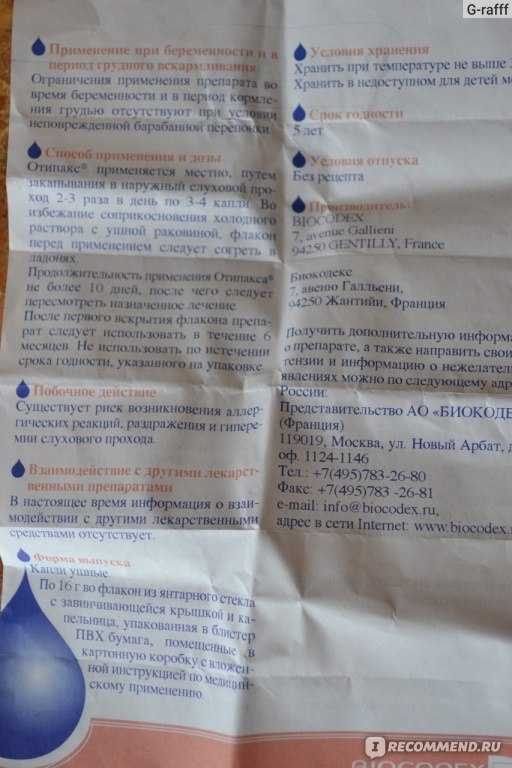 G-rafff
Применение при беременности и в
период грудного вскармливания
Ограничения применения препарата во
время беременности и в период кормле-
ния грудью отсутствуют при условии
неповрежденной барабанной перепонки.
Способ применения и дозы
Отипакс® применяется местно, путем
закапывания в наружный слуховой про-
ход 2-3 раза в день по 3-4 капли. Во
избежание соприкосновения холодного
раствора с ушной раковиной, флакон
перед применением следует согреть в
ладонях.
Продолжительность применения Отипакса®
не более 10 дней, после чего следует
пересмотреть назначенное лечение.
После первого вскрытия флакона препа-
рат следует использовать в течение 6
месяцев. Не использовать по истечении
срока годности, указанного на упаковке.
Побочное действие
Существует риск возникновения аллер-
гических реакций, раздражения и гипере-
мии слухового прохода.
Взаимодействие с другими лекарст-
венными препаратами
В настоящее время информация о взаи-
модействии с другими лекарственными
средствами отсутствует.
Форма выпуска
Капли ушные.
По 16 г во флакон из янтарного стекла
с завинчивающейся крышкой и ка-
пельница, упакованная в блистер
ПВХ бумага, помещенные в
картонную коробку с вложен-
ной инструкцией по медицин-
скому применению.
Условия хранения
Хранить при температуре не выше
Хранить в недоступном для детей
Срок годности
5 лет
Условия отпуска
Без рецепта
Производитель:
BIOCODEX
7, avenue Gallieni
94250 GENTILLY, France
Биокодекс
7, авеню Галльени,
94250 Жантийи, Франция
Получить дополнительную информа
о препарате, а также направить свои
тензии и информацию о нежелател
явлениях можно по следующему адр
России:
Представительство АО «БИОКОДЕ
(Франция)
119019, Москва, ул. Новый Арбат, д
оф. 1124-1146
Тел.: +7(495)783-26-80
Факс: +7(495)783-26-81
e-mail: info@biocodex.ru,
адрес в сети Internet: www.biocodex.
BIOCODEX
IRECOMMEND.RU